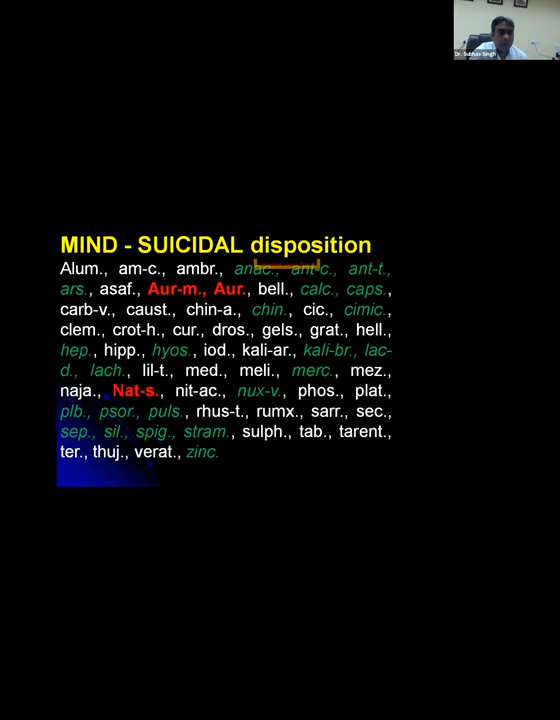 Dr. Subhas Singh
MIND - SUICIDAL disposition
Alum., am-c., ambr., anac., ant-c., ant-t.,
ars., asaf., Aur-m., Aur., bell., calc., caps.,
carb-v., caust., chin-a., chin., cic., cimic.,
clem., crot-h., cur., dros., gels., grat., hell.,
hep., hipp., hyos., iod., kali-ar., kali-br., lac-
d., lach., lil-t., med., meli., merc., mez.,
naja., Nat-s., nit-ac., nux-v., phos., plat.,
plb., psor., puls., rhus-t., rumx., sarr., sec.,
sep., sil., spig., stram., sulph., tab., tarent.,
ter., thuj., verat., zinc.